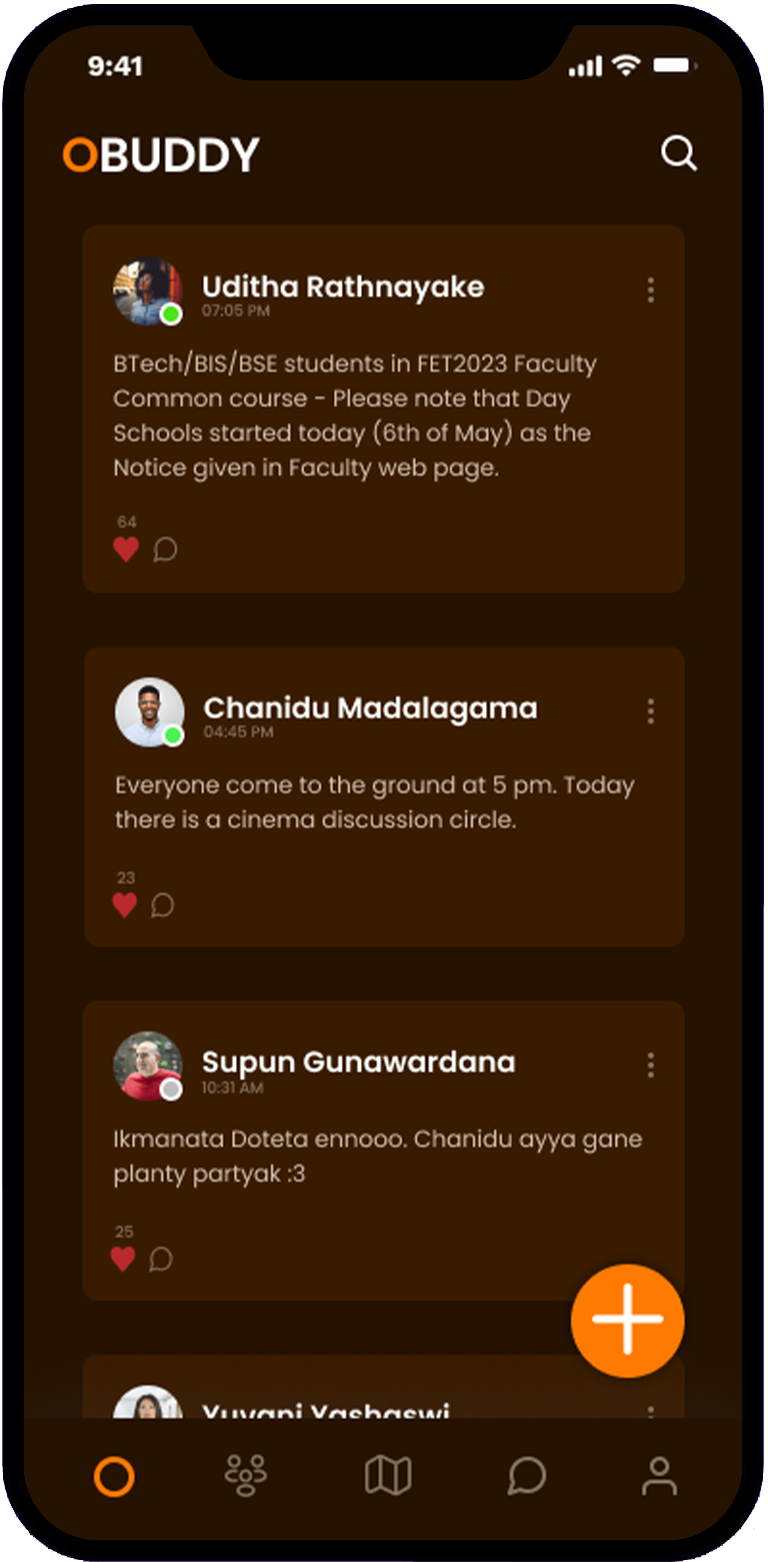 9:41
OBUDDY
Uditha Rathnayake
07:05 PM
BTech/BIS/BSE students in FET2023 Faculty
Common course - Please note that Day
Schools started today (6th of May) as the
Notice given in Faculty web page.
64
Chanidu Madalagama
04:45 PM
Everyone come to the ground at 5 pm. Today
there is a cinema discussion circle.
23
Supun Gunawardana
10:31 AM
Ikmanata Doteta ennooo. Chanidu ayya gane
planty partyak :3
25
Yuvani Yashaswi